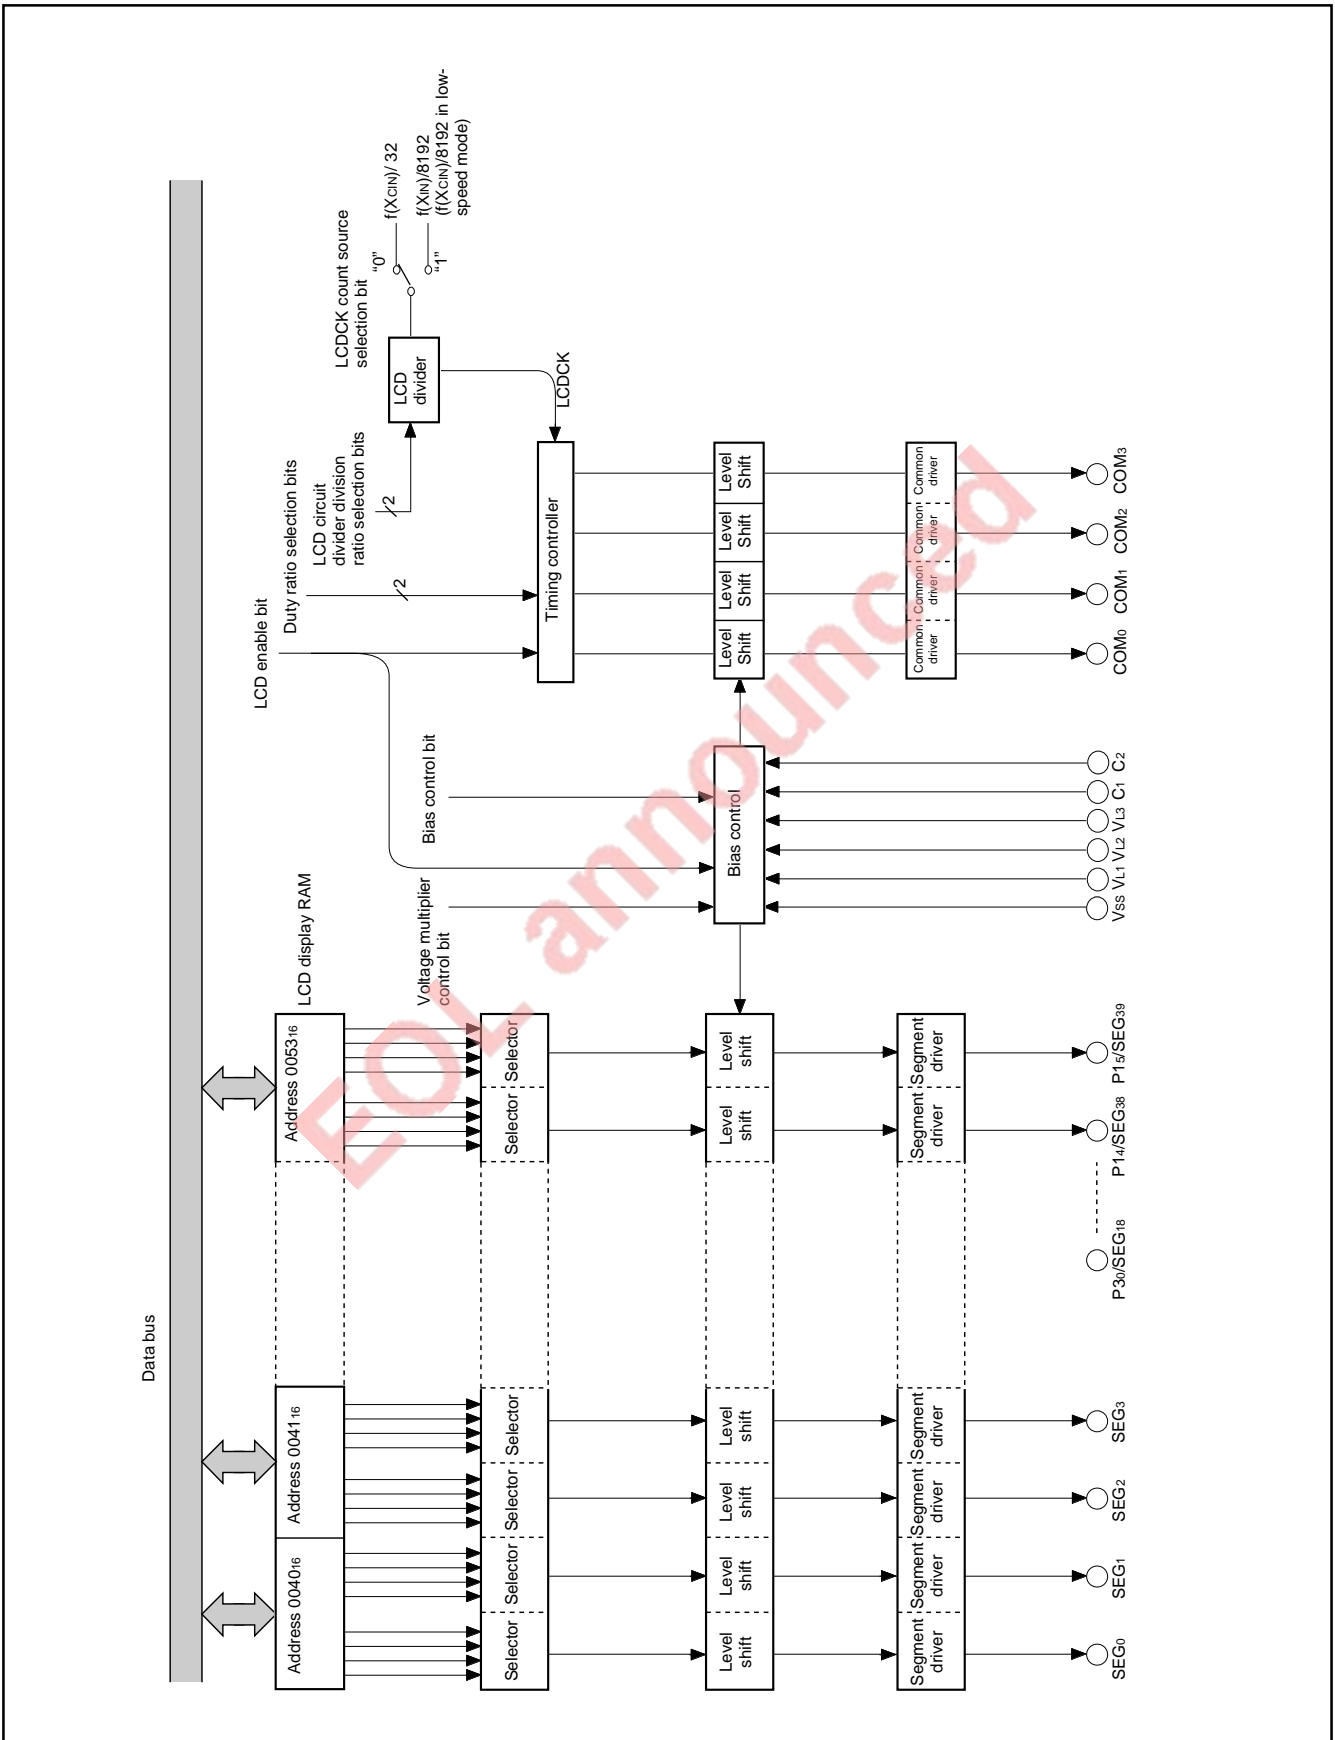 Data bus
LCD enable bit
Duty ratio selection bits
LCD circuit
divider division
ratio selection bits
2
2
LCDCK count source
selection bit
“0”
“1”
f(XCIN)/ 32
f(XIN)/8192
(f(XCIN)/8192 in low-
speed mode)
LCD
divider
LCDCK
Timing controller
Bias control bit
Voltage multiplier
control bit
LCD display RAM
Address 004016
Address 004116
Address 005316
Selector
Selector
Selector
Selector
Selector
Selector
Level
shift
Level
shift
Level
shift
Level
shift
Level
shift
Level
shift
Bias control
Level
Shift
Level
Shift
Level
Shift
Level
Shift
Segment
driver
Segment
driver
Segment
driver
Segment
driver
Segment
driver
Segment
driver
Common
driver
Common
driver
Common
driver
Common
driver
SEG0
SEG1
SEG2
SEG3
P30/SEG18
P14/SEG38
P15/SEG39
VSS
VL1
VL2
VL3
C1
C2
COM0
COM1
COM2
COM3
EOL announced